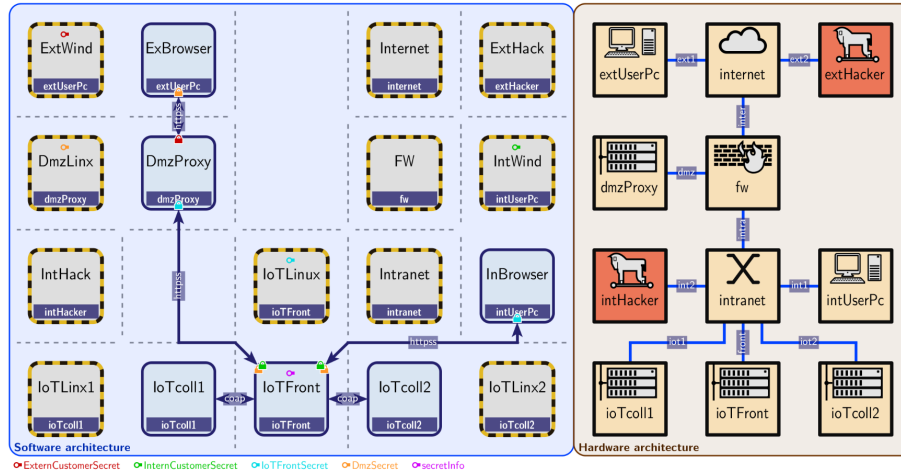 ExtWind
extUserPc
ExBrowser
extUserPc
Internet
internet
ExtHack
extHacker
httpss
DmzLinx
dmzProxy
DmzProxy
dmzProxy
FW
fw
IntWind
intUserPc
httpss
IntHack
intHacker
IoTLinux
ioTFront
Intranet
intranet
InBrowser
intUserPc
httpss
IoTLinx1
ioTcoll1
IoTcoll1
ioTcoll1
coap
IoTFront
ioTFront
coap
IoTcoll2
ioTcoll2
IoTLinx2
ioTcoll2
Software architecture
extUserPc
ext1
internet
ext2
extHacker
inter
dmzProxy
dmz
fw
intra
intHacker
int2
intranet
int1
intUserPc
iot1
front
iot2
ioTcoll1
ioTFront
ioTcoll2
Hardware architecture
ExternCustomerSecret InternCustomerSecret IoTFrontSecret DmzSecret secretInfo